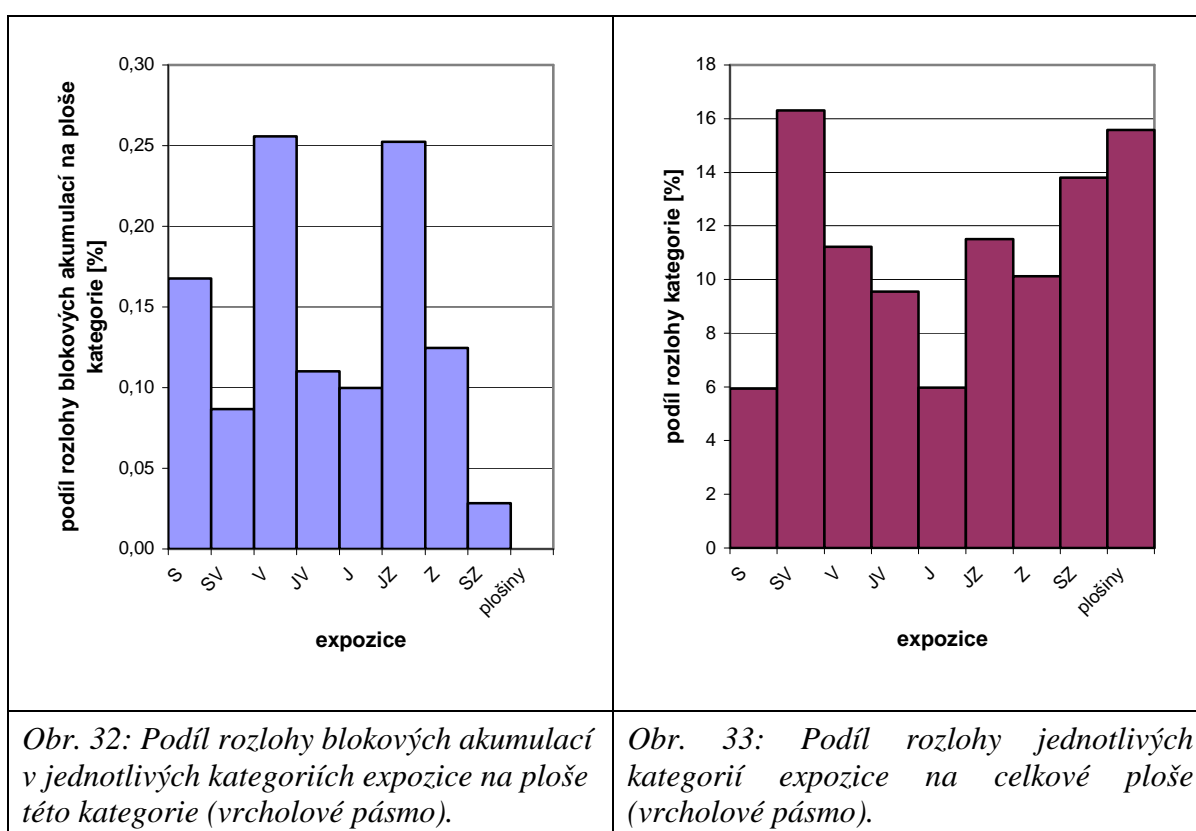 podíl rozlohy blokových akumulací na ploše
kategorie [%]
0,30
0,25
0,20
0,15
0,10
0,05
0,00
S
SV
V
JV
J
JZ
Z
SZ
plošiny
expozice
podíl rozlohy kategorie [%]
18
16
14
12
10
8
6
4
2
0
S
SV
V
JV
J
JZ
Z
SZ
plošiny
expozice
Obr. 32: Podíl rozlohy blokových akumulací
v jednotlivých kategoriích expozice na ploše
této kategorie (vrcholové pásmo).
Obr. 33: Podíl rozlohy jednotlivých
kategorií expozice na celkové ploše
(vrcholové pásmo).